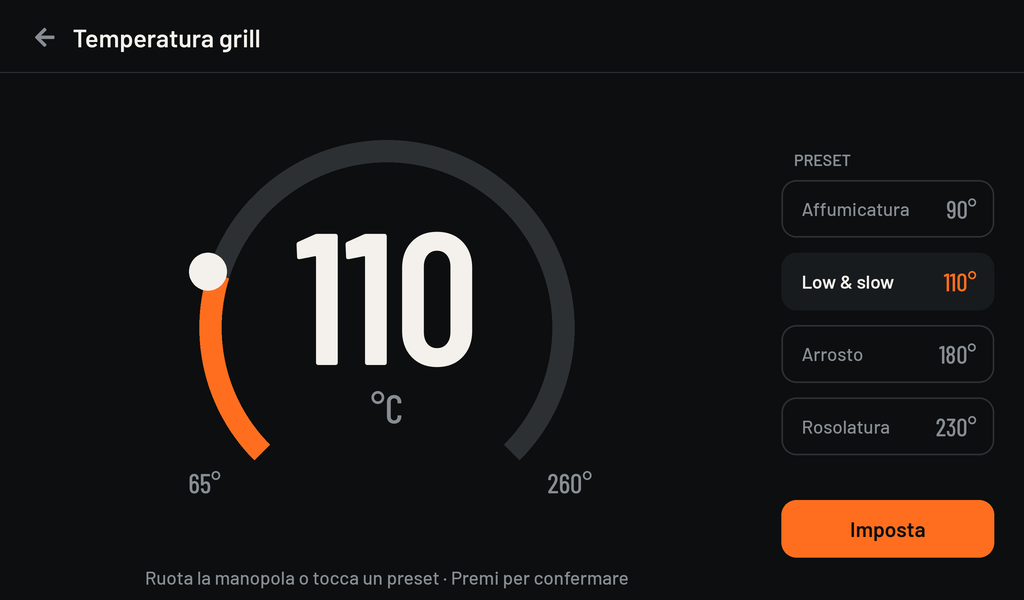 Temperatura grill
110
°C
65°
260°
Ruota la manopola o tocca un preset · Premi per confermare
PRESET
Affumicatura 90°
Low & slow 110°
Arrosto 180°
Rosolatura 230°
Imposta